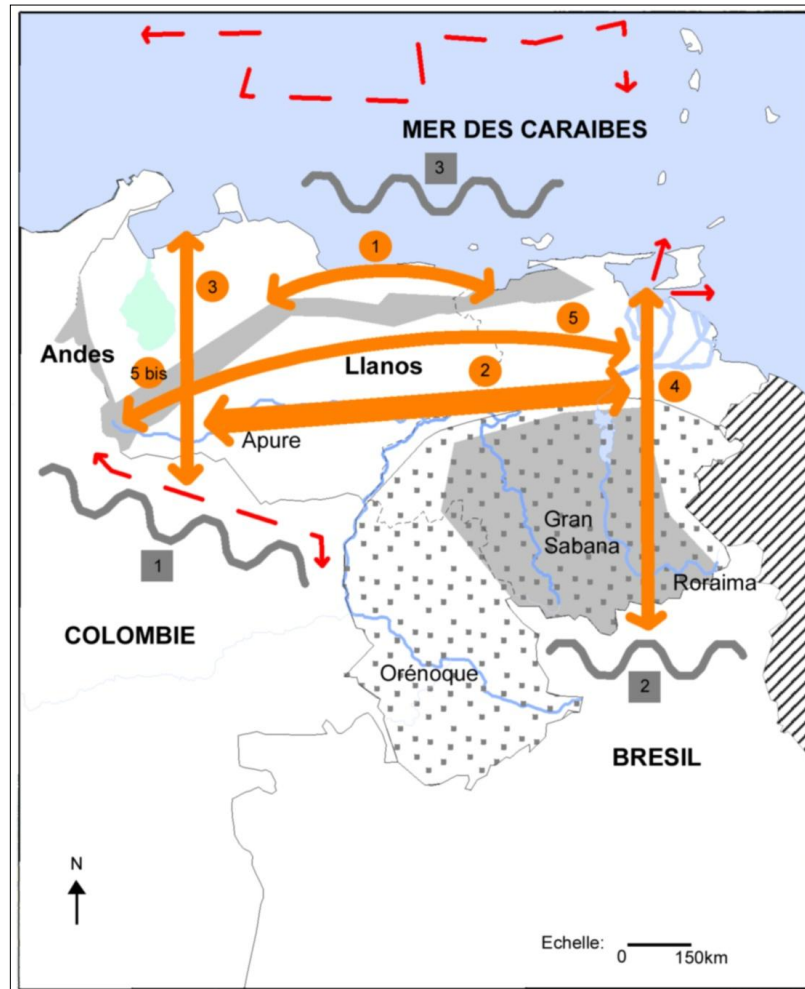 MER DES CARAIBES
3
1
3
5
Andes
5 bis
Llanos
2
4
Apure
Gran
Sabana
1
Roraima
COLOMBIE
Orénoque
2
BRESIL
N
Echelle:
0 150km